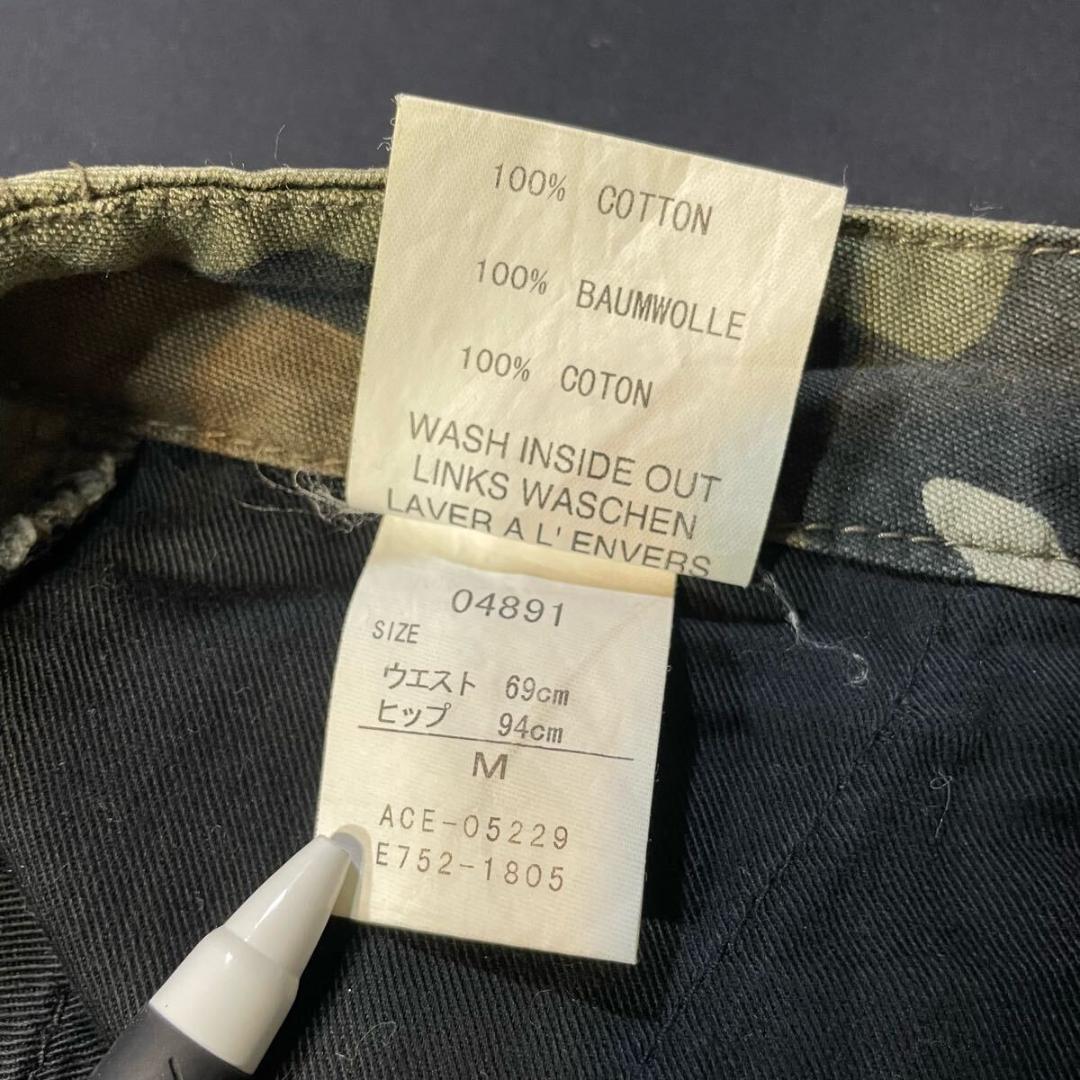 100% COTTON
100% BAUMWOLLE
100% COTON
WASH INSIDE OUT
LINKS WASCHEN
LAVER A L' ENVERS
04891
SIZE
ウエスト 69cm
ヒップ 94cm
M
ACE-05229
E752-1805